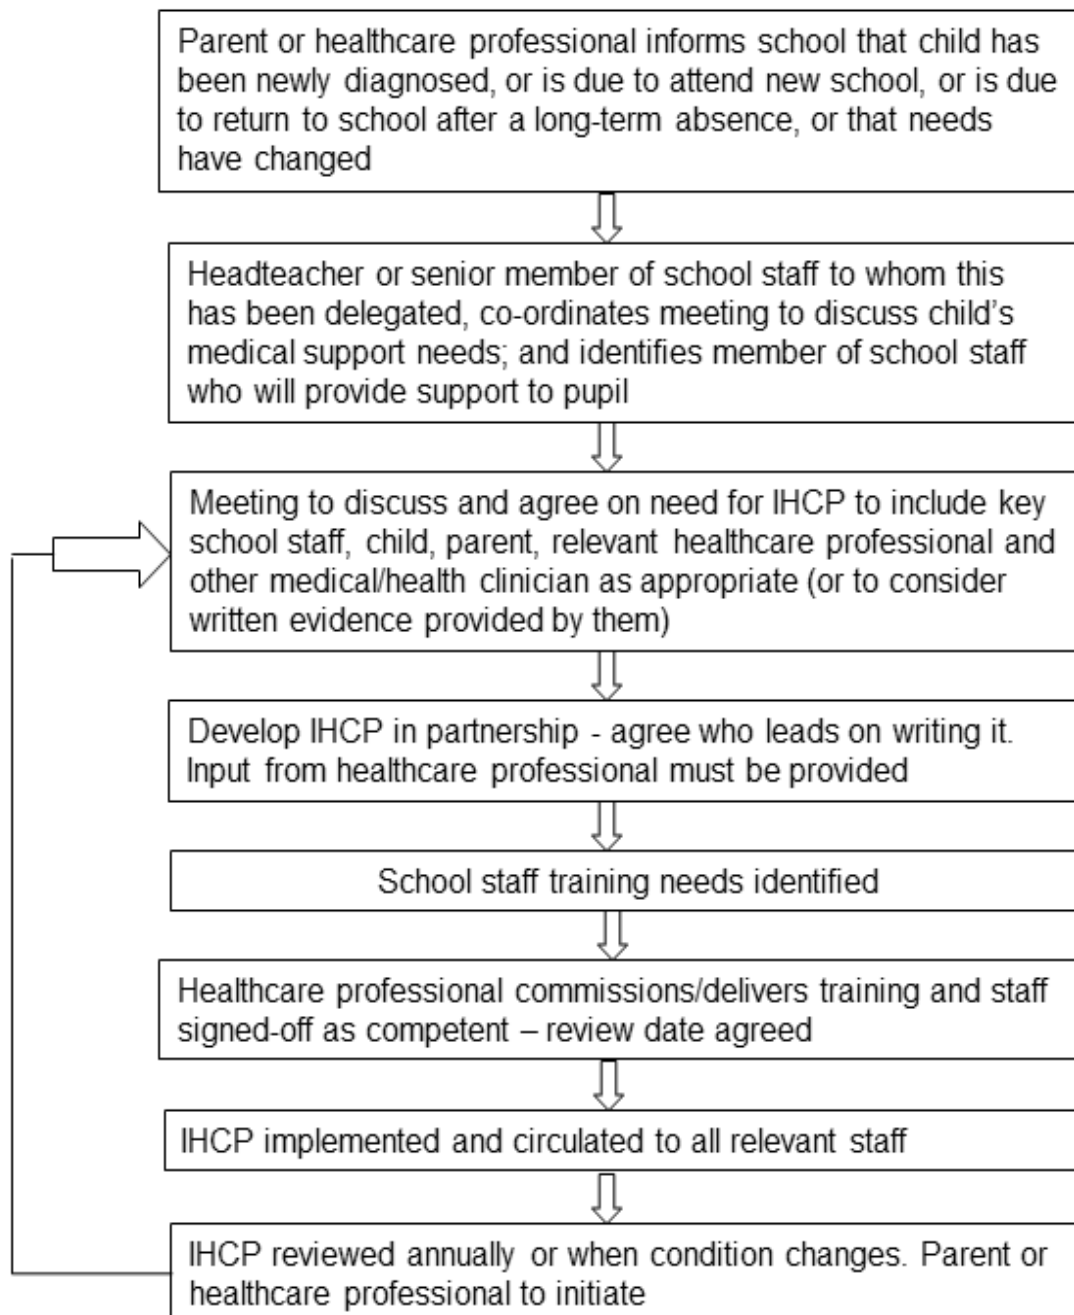 Parent or healthcare professional informs school that child has
been newly diagnosed, or is due to attend new school, or is due
to return to school after a long-term absence, or that needs
have changed
Headteacher or senior member of school staff to whom this
has been delegated, co-ordinates meeting to discuss child's
medical support needs; and identifies member of school staff
who will provide support to pupil
Meeting to discuss and agree on need for IHCP to include key
school staff, child, parent, relevant healthcare professional and
other medical/health clinician as appropriate (or to consider
written evidence provided by them)
Develop IHCP in partnership - agree who leads on writing it.
Input from healthcare professional must be provided
School staff training needs identified
Healthcare professional commissions/delivers training and staff
signed-off as competent – review date agreed
IHCP implemented and circulated to all relevant staff
IHCP reviewed annually or when condition changes. Parent or
healthcare professional to initiate